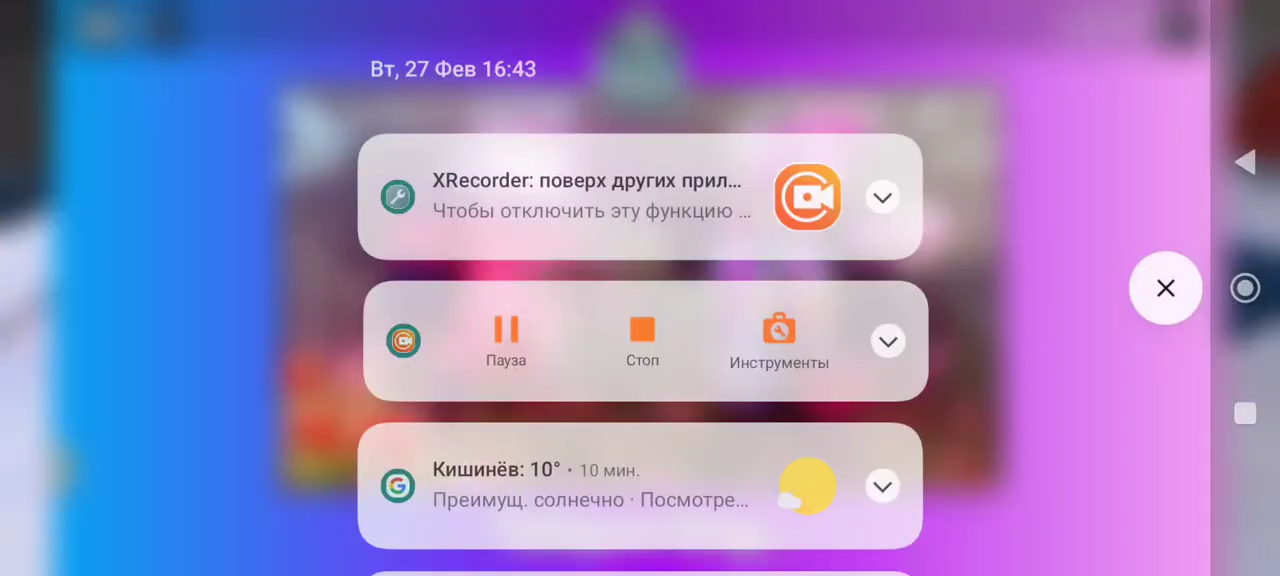 Вт, 27 Фев 16:43
XRecorder: поверх других прил...
Чтобы отключить эту функцию ...
Пауза
Стоп
Инструменты
Кишинёв: 10° · 10 мин.
Преимущ. солнечно · Посмотре...